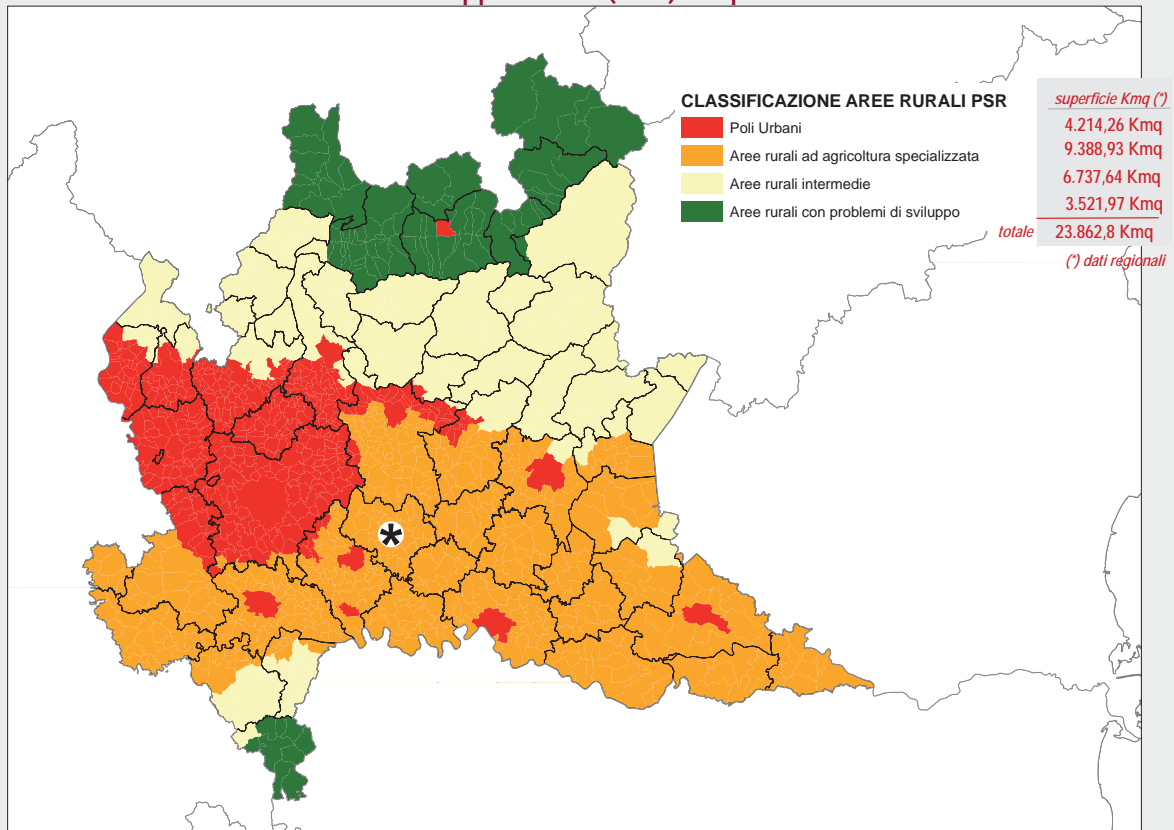 CLASSIFICAZIONE AREE RURALI PSR
Poli Urbani
Aree rurali ad agricoltura specializzata
Aree rurali intermedie
Aree rurali con problemi di sviluppo
superficie Kmq (*)
4.214,26 Kmq
9.388,93 Kmq
6.737,64 Kmq
3.521,97 Kmq
totale 23.862,8 Kmq
(*) dati regionali
*